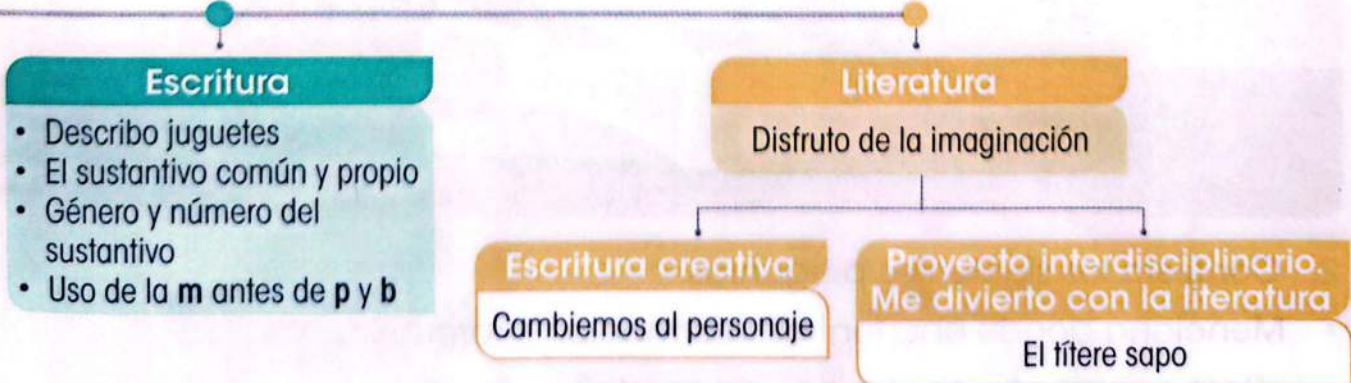 Escritura
• Describo juguetes
• El sustantivo común y propio
• Género y número del
sustantivo
• Uso de la m antes de p y b
Literatura
Disfruto de la imaginación
Escritura creativa
Cambiemos al personaje
Proyecto interdisciplinario.
Me divierto con la literatura
El títere sapo